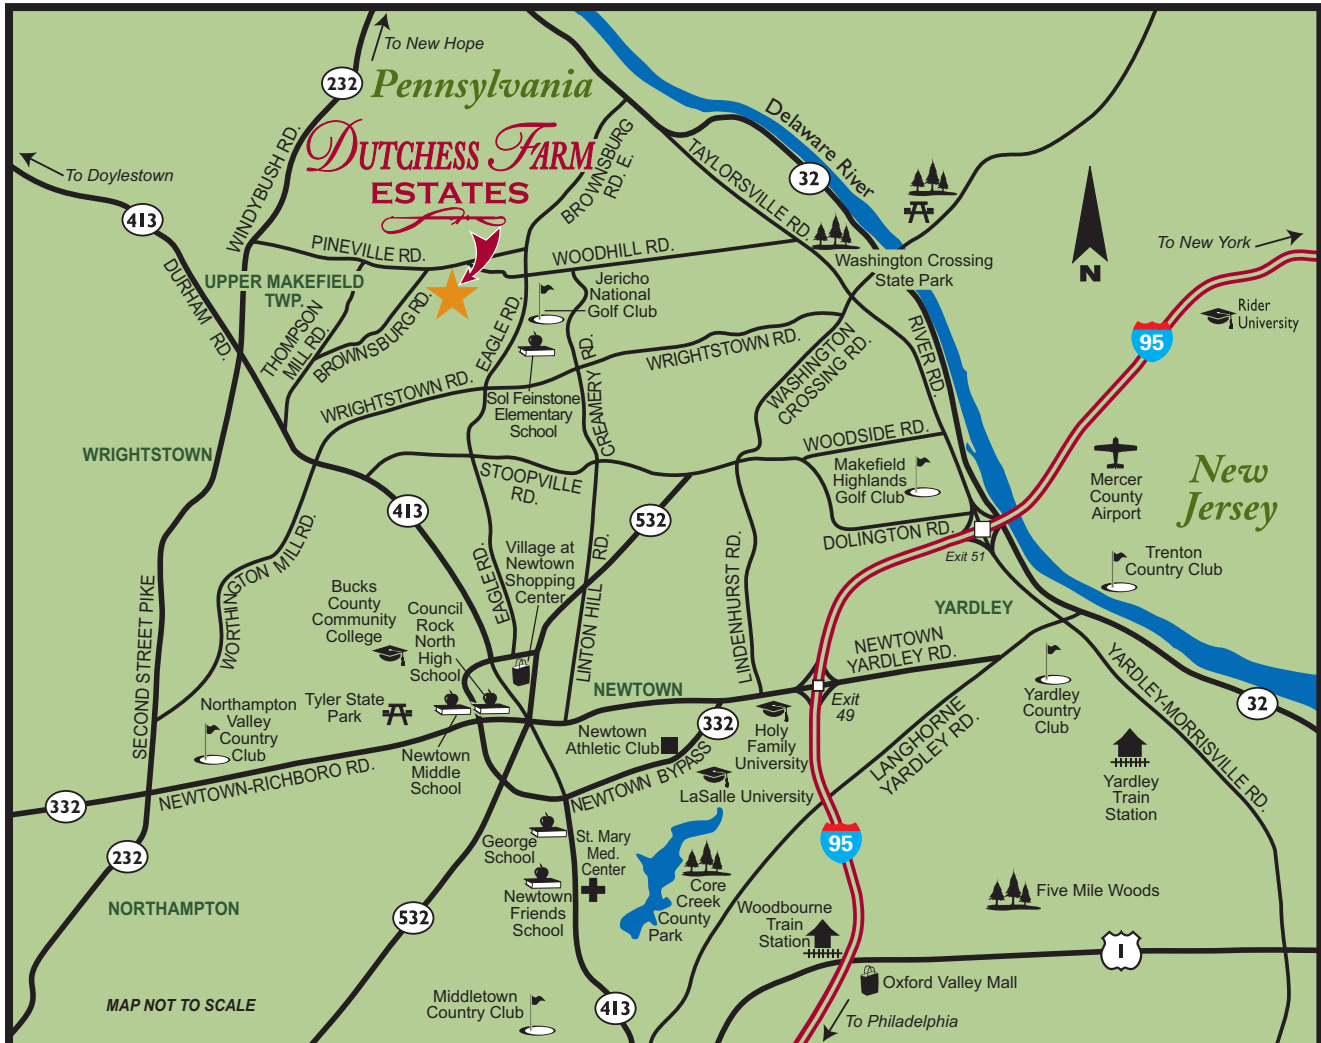 To New Hope
232
Pennsylvania
DUTCHESS FARM
ESTATES
To Doylestown
413
WINDYBUSH RD.
BROWNSBURG
RD. E.
TAYLORSVILLE RD.
32
Delaware River
Washington Crossing
State Park
N
To New York
Rider
University
95
PINEVILLE RD.
WOODHILL RD.
UPPER MAKEFIELD
TWP.
DURHAM RD.
THOMPSON
MILL RD.
BROWNSBURG RD.
EAGLE RD.
Jericho
National
Golf Club
CREAMERY RD.
WRIGHTSTOWN RD.
WRIGHTSTOWN RD.
WASHINGTON
CROSSING RD.
RIVER RD.
Sol Feinstone
Elementary
School
WRIGHTSTOWN
WOODSIDE RD.
Makefield
Highlands
Golf Club
Mercer
County
Airport
New
Jersey
STOOPVILLE
RD.
413
532
DOLINGTON RD.
Exit 51
Trenton
Country Club
WORTHINGTON MILL RD.
SECOND STREET PIKE
EAGLE RD.
Village at
Newtown
Shopping
Center
LINTON HILL RD.
LINDENHURST RD.
YARDLEY
Bucks
County
Community
College
Council
Rock
North
High
School
NEWTOWN
YARDLEY RD.
Northampton
Valley
Country
Club
Tyler State
Park
NEWTOWN
Exit
49
Yardley
Country
Club
YARDLEY-MORRISVILLE RD.
32
332
Newtown
Athletic Club
Holy
Family
University
LANGHORNE
YARDLEY RD.
Newtown
Middle
School
NEWTOWN-RICHBORO RD.
332
NEWTOWN BYPASS
LaSalle University
Yardley
Train
Station
232
George
School
St. Mary
Med.
Center
95
Core
Creek
County
Park
Newtown
Friends
School
NORTHAMPTON
532
Woodbourne
Train
Station
Five Mile Woods
1
MAP NOT TO SCALE
Middletown
Country Club
413
Oxford Valley Mall
To Philadelphia